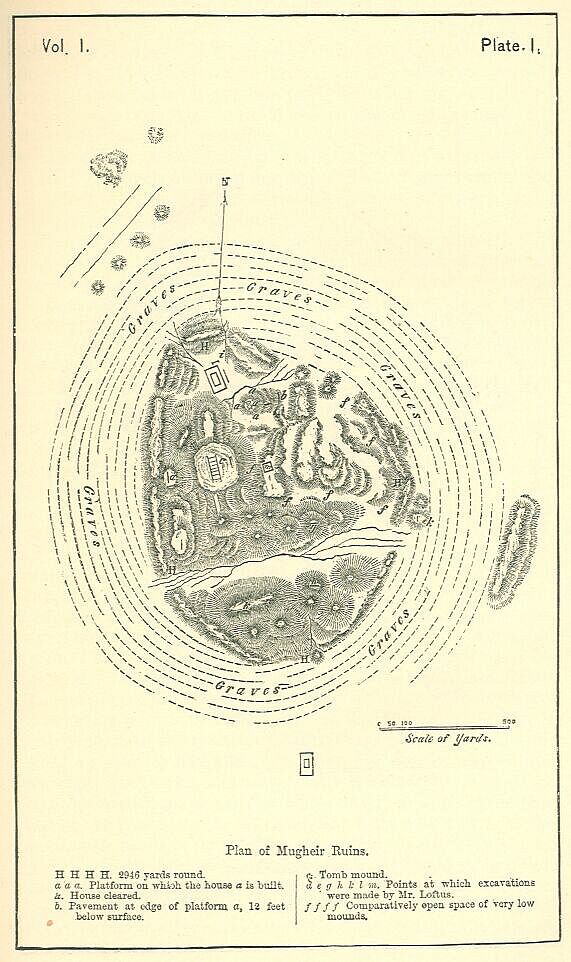 Vol. I.
Plate. I.
Graves
Graves
Graves
Graves
Graves
Graves
H
H
H
H
a
a
b
f
f
f
f
k
12
0 50 100 500
Scale of Yards.
Plan of Mugheir Ruins.
H H H H. 2946 yards round.
a a a. Platform on which the house a is built.
House cleared.
b. Pavement at edge of platform a, 12 feet
below surface.
Tomb mound.
d e g h k l m. Points at which excavations
were made by Mr. Loftus.
f f f f Comparatively open space of very low
mounds.